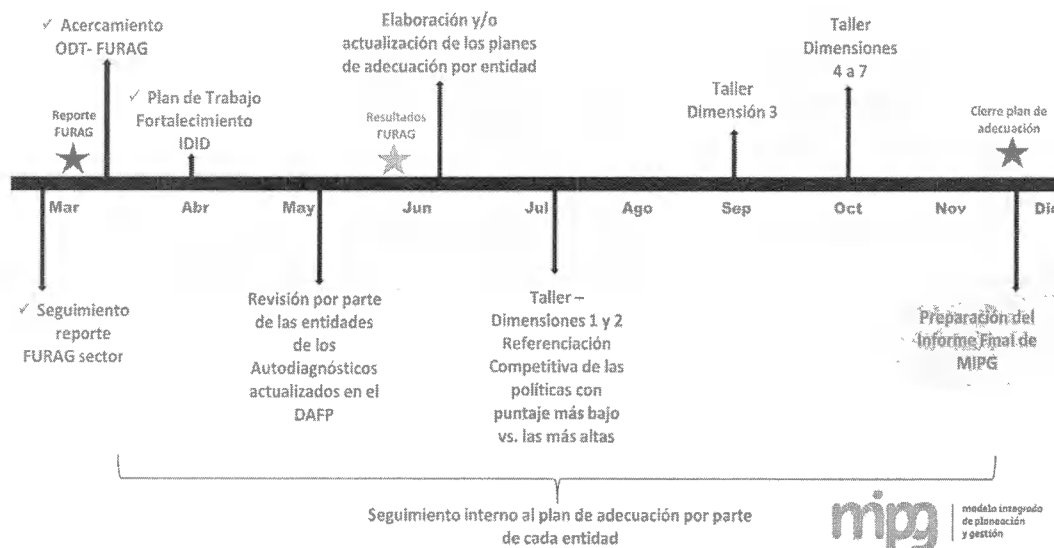 ✓ Acercamiento
ODT- FURAG
Elaboración y/o
actualización de los planes
de adecuación por entidad
Taller
Dimensiones
4 a 7
Reporte
FURAG
✓ Plan de Trabajo
Fortalecimiento
IDID
Resultados
FURAG
Taller
Dimensión 3
Cierre plan de
adecuación
Mar
Abr
May
Jun
Jul
Ago
Sep
Oct
Nov
Dic
✓ Seguimiento
reporte
FURAG sector
Revisión por parte
de las entidades
de los
Autodiagnósticos
actualizados en el
DAFP
Taller –
Dimensiones 1 y 2
Referenciación
Competitiva de las
políticas con
puntaje más bajo
vs. las más altas
Preparación del
Informe Final de
MIPG
Seguimiento interno al plan de adecuación por parte
de cada entidad
mipg
modelo integrado
de planeación
y gestión